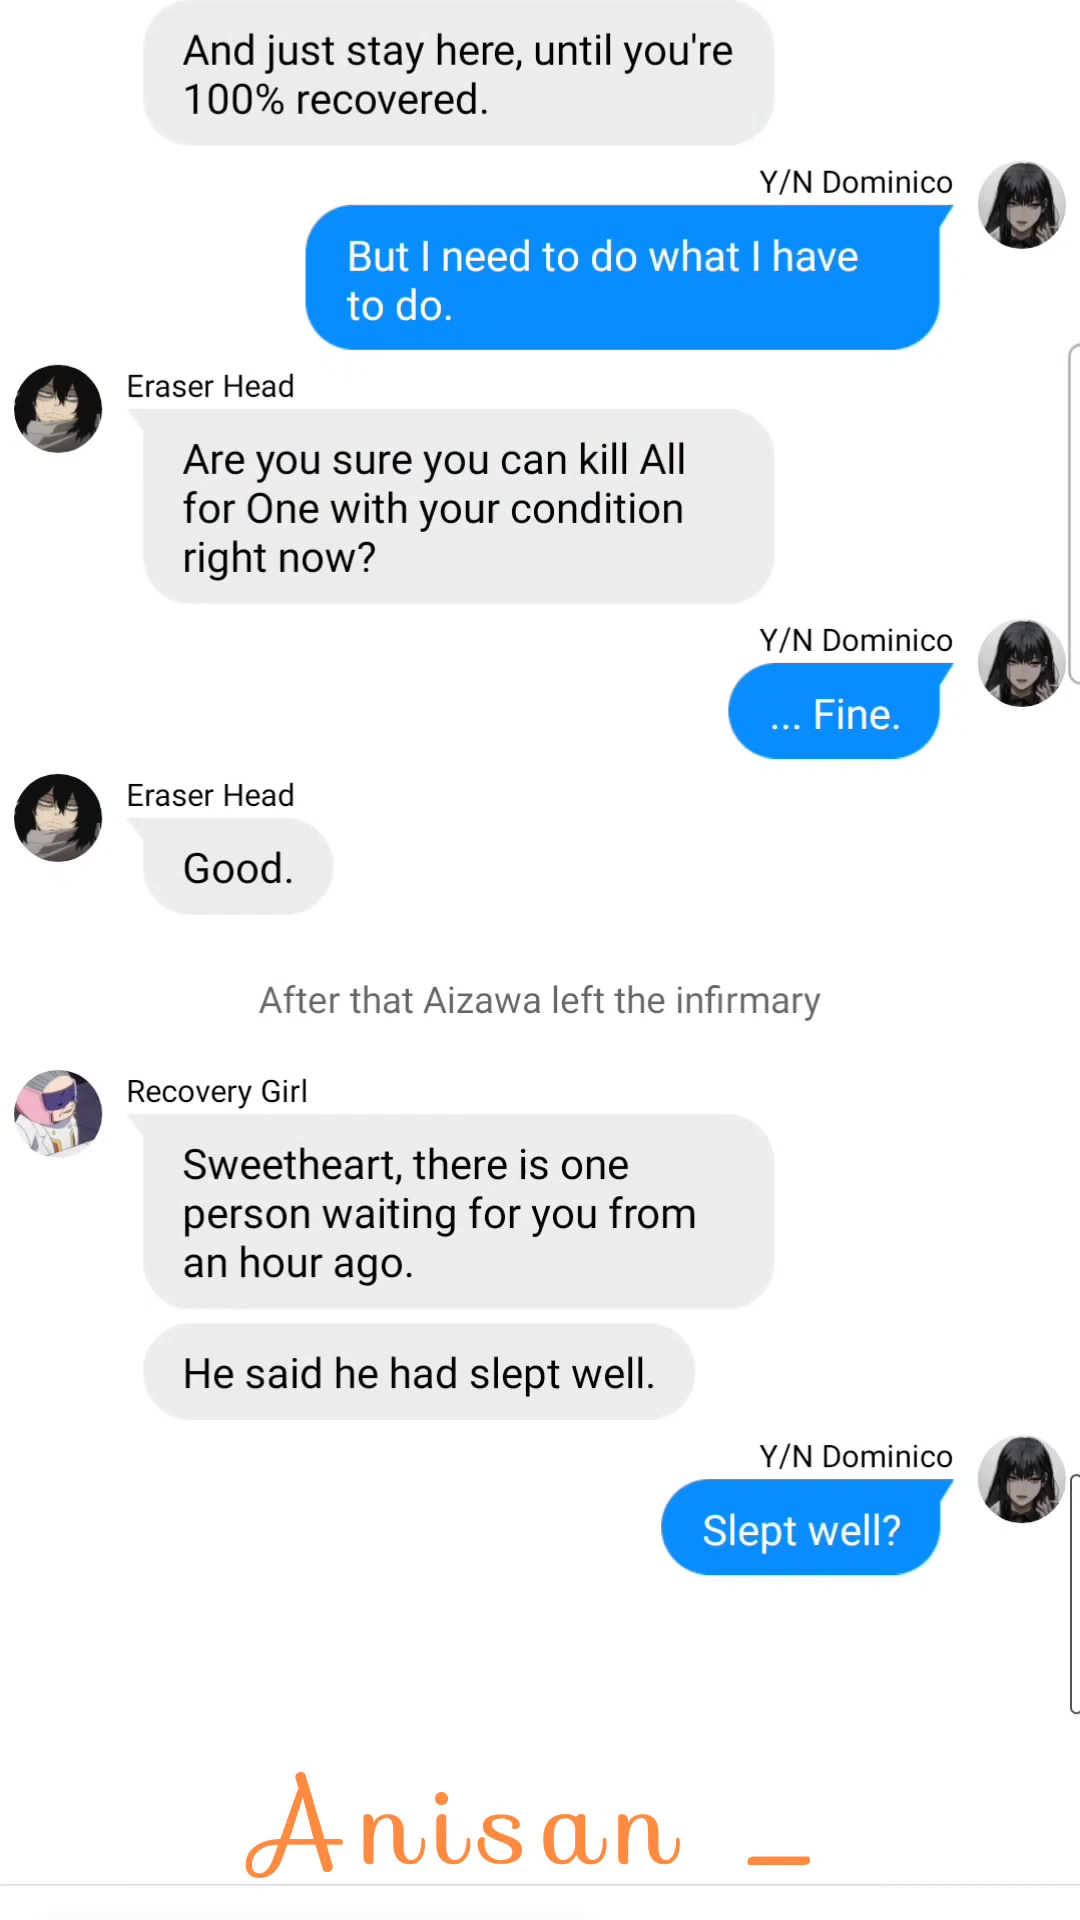 And just stay here, until you're
100% recovered.
Y/N Dominico
But I need to do what I have
to do.
Eraser Head
Are you sure you can kill All
for One with your condition
right now?
Y/N Dominico
... Fine.
Eraser Head
Good.
After that Aizawa left the infirmary
Recovery Girl
Sweetheart, there is one
person waiting for you from
an hour ago.
He said he had slept well.
Y/N Dominico
Slept well?
Anisan _